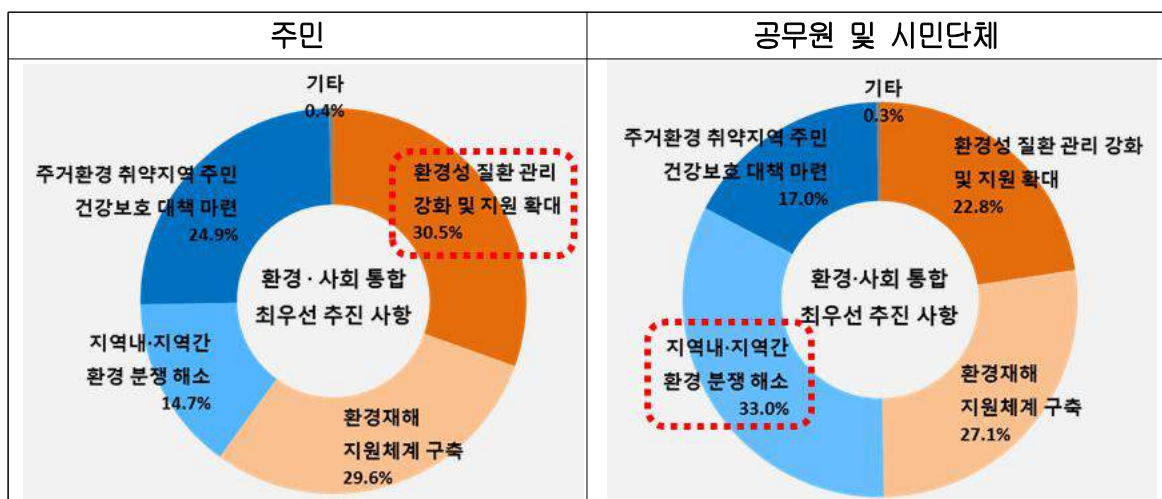 주민
공무원 및 시민단체
기타
0.4%
환경성 질환 관리
강화 및 지원 확대
30.5%
주거환경 취약지역 주민
건강보호 대책 마련
24.9%
환경 · 사회 통합
최우선 추진 사항
지역내·지역간
환경 분쟁 해소
14.7%
환경재해
지원체계 구축
29.6%
기타
0.3%
주거환경 취약지역 주민
건강보호 대책 마련
17.0%
환경성 질환 관리 강화
및 지원 확대
22.8%
환경·사회 통합
최우선 추진 사항
지역내·지역간
환경 분쟁 해소
33.0%
환경재해
지원체계 구축
27.1%